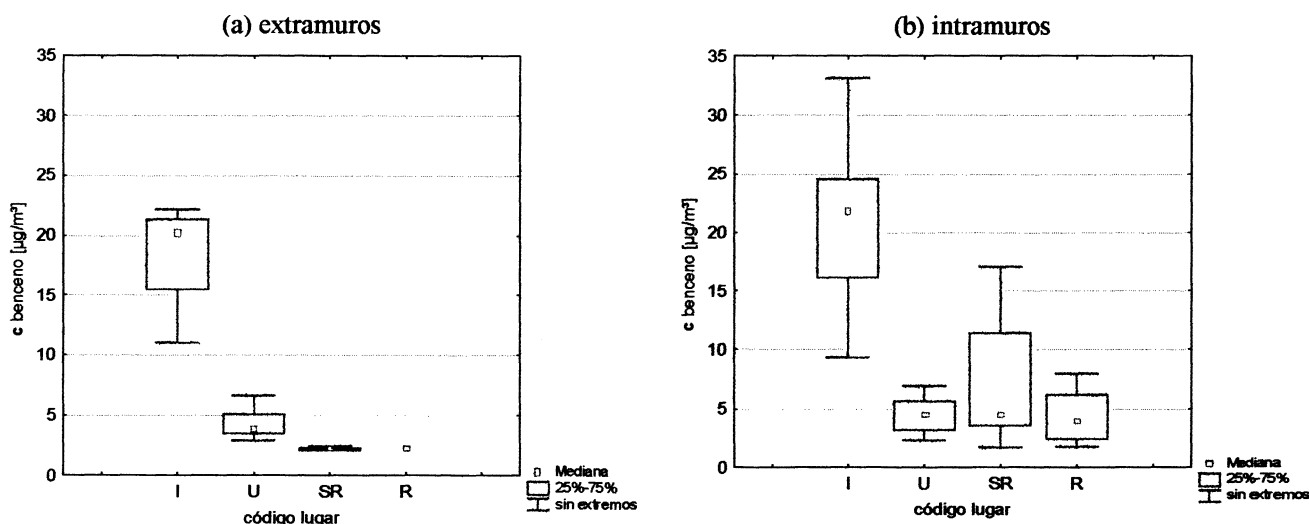 (a) extramuros
35
30
25
20
15
10
5
0
c benceno [µg/m³]
I U SR R
código lugar
Mediana
25%-75%
sin extremos
(b) intramuros
35
30
25
20
15
10
5
0
c benceno [µg/m³]
I U SR R
código lugar
Mediana
25%-75%
sin extremos